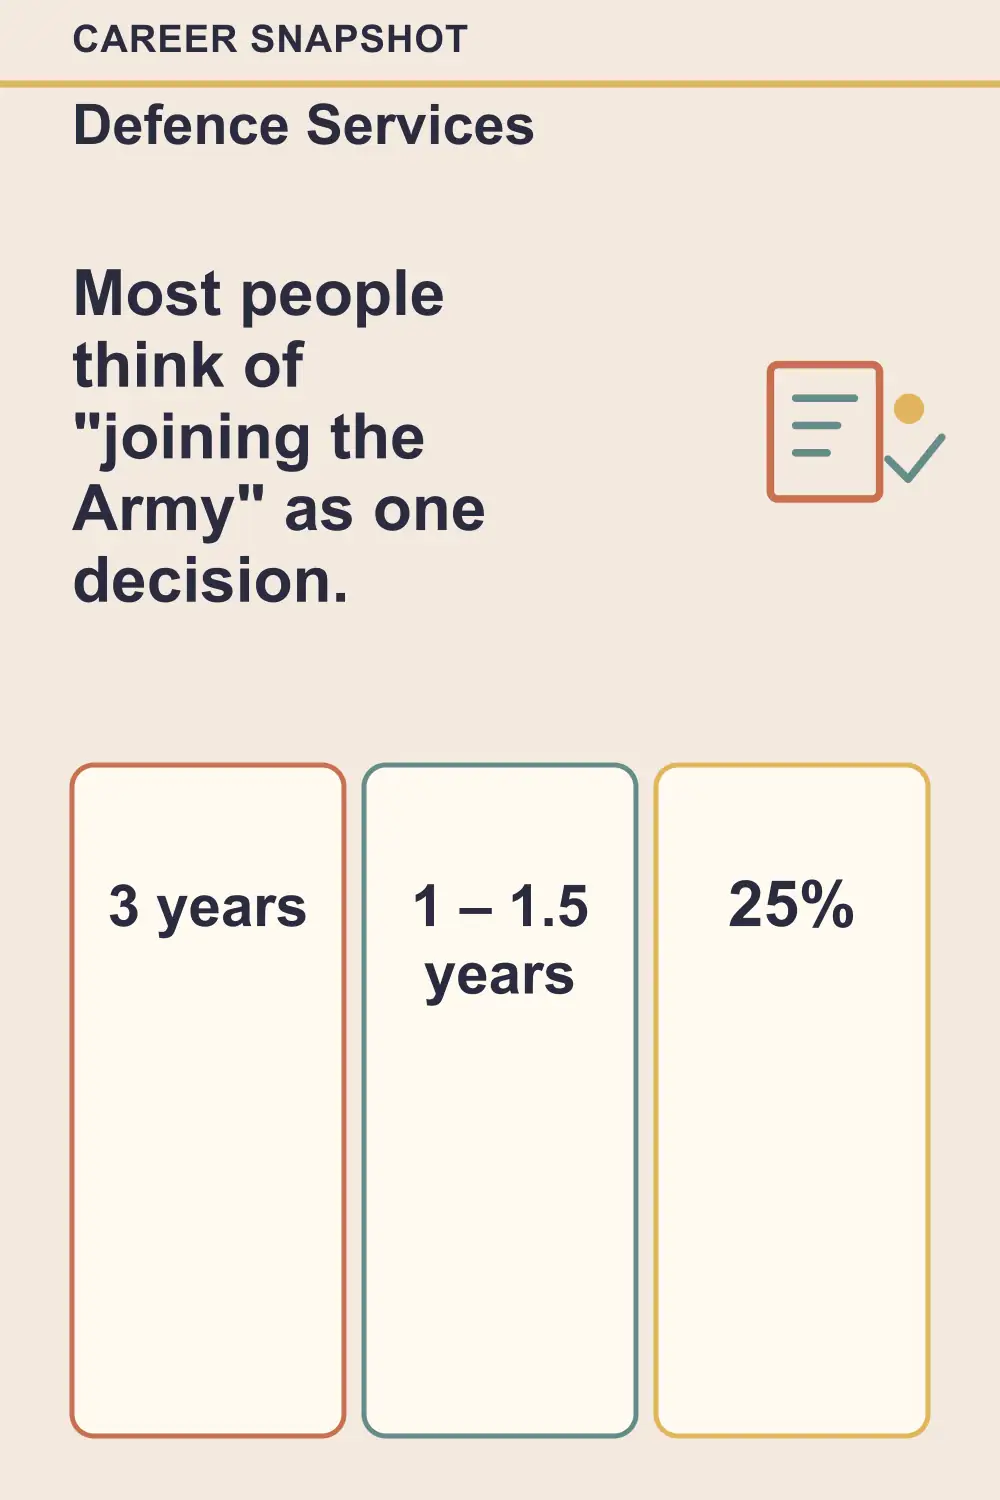 CAREER SNAPSHOT
Defence Services
Most people
think of
"joining the
Army" as one
decision.
3 years
1 – 1.5
years
25%